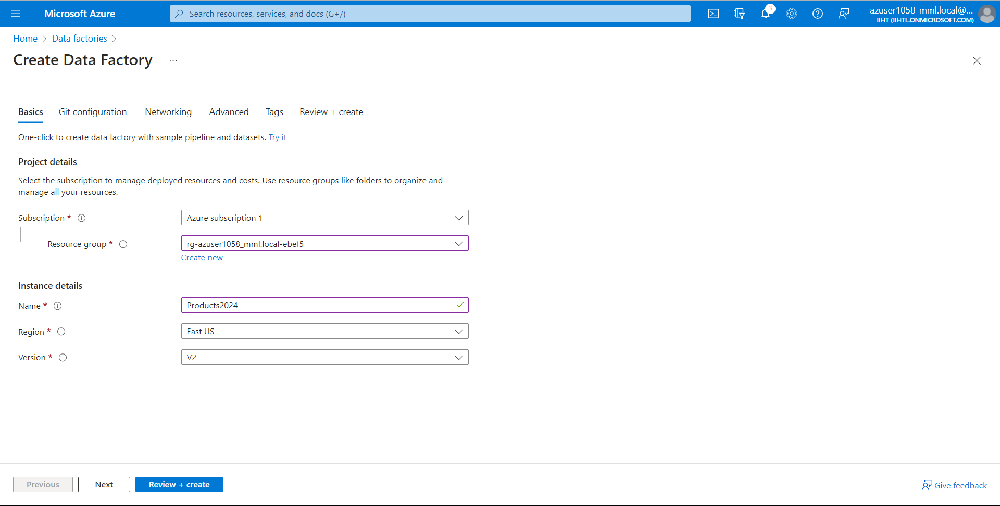 Microsoft Azure
Search resources, services, and docs (G+/)
3
azuser1058_mml.local@...
IIHT (IIHTL.ONMICROSOFT.COM)
Home > Data factories >
Create Data Factory ...
Basics Git configuration Networking Advanced Tags Review + create
One-click to create data factory with sample pipeline and datasets. Try it
Project details
Select the subscription to manage deployed resources and costs. Use resource groups like folders to organize and
manage all your resources.
Subscription * Azure subscription 1
Resource group * rg-azuser1058_mml.local-ebef5
Create new
Instance details
Name * Products2024
Region * East US
Version * V2
Previous Next Review + create Give feedback